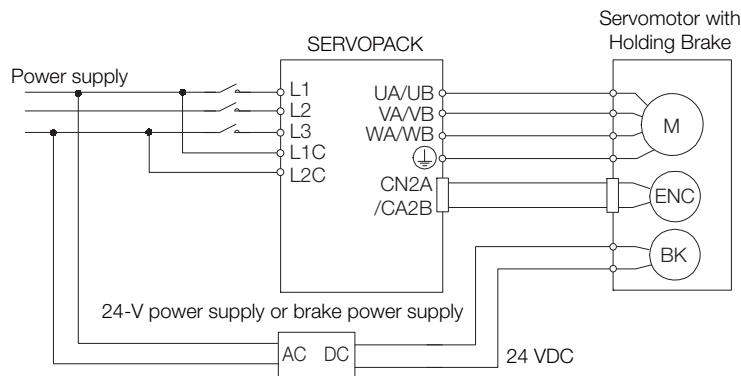 Servomotor with
Holding Brake
SERVOPACK
Power supply
L1
L2
L3
L1C
L2C
UA/UB
VA/VB
WA/WB
CN2A
/CA2B
M
ENC
BK
24-V power supply or brake power supply
AC DC
24 VDC